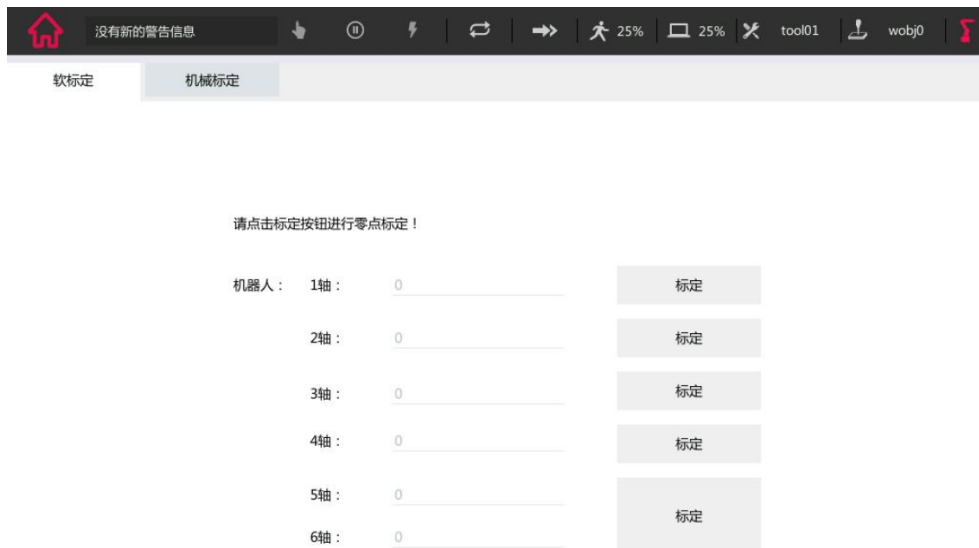 没有新的警告信息 25% 25% tool01 wobj0
软标定 机械标定
请点击标定按钮进行零点标定！
机器人： 1轴： 0 标定
2轴： 0 标定
3轴： 0 标定
4轴： 0 标定
5轴： 0
标定
6轴： 0